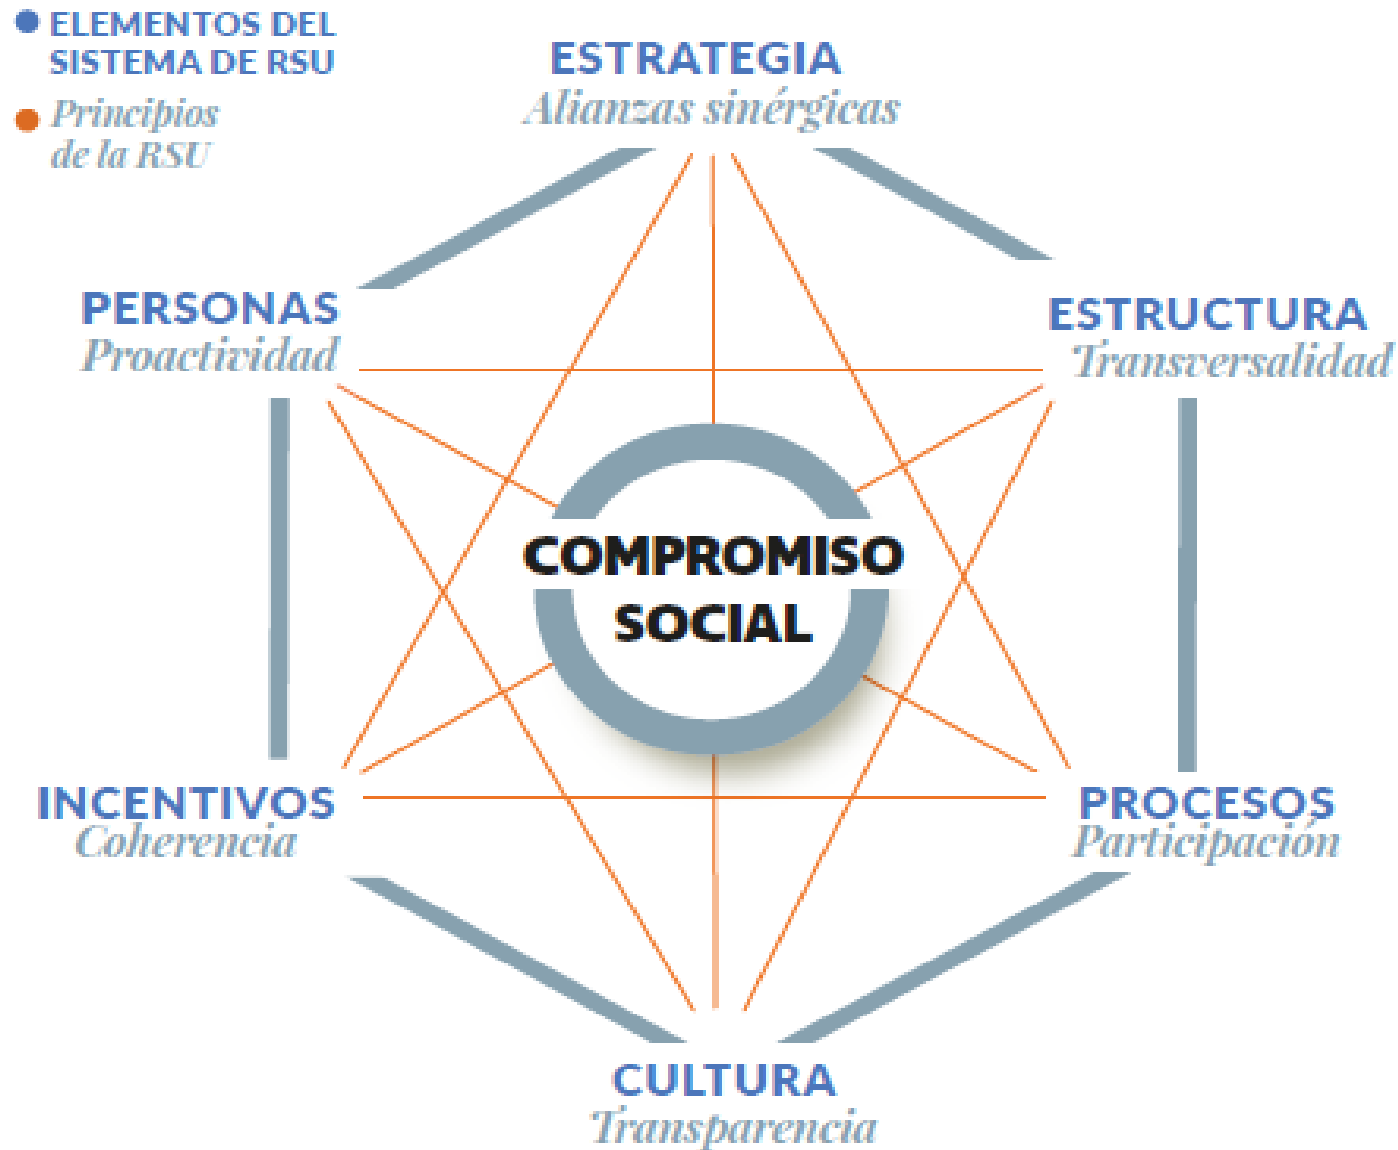 ELEMENTOS DEL
SISTEMA DE RSU
Principios
de la RSU
ESTRATEGIA
Alianzas sinérgicas
PERSONAS
Proactividad
ESTRUCTURA
Transversalidad
COMPROMISO
SOCIAL
INCENTIVOS
Coherencia
PROCESOS
Participación
CULTURA
Transparencia